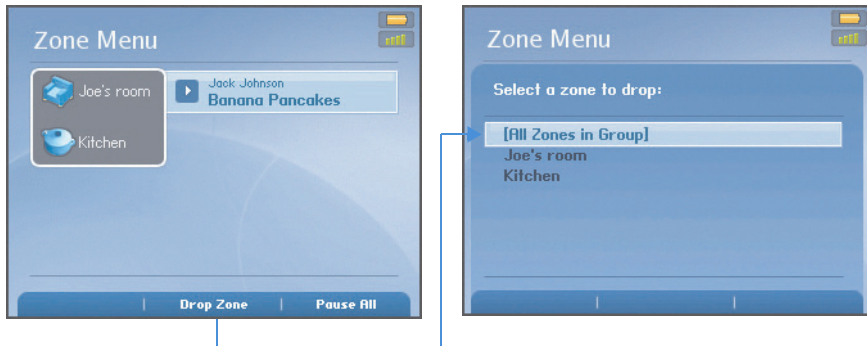 Zone Menu
Joe's room
Jack Johnson
Banana Pancakes
Kitchen
Drop Zone | Pause All
Zone Menu
Select a zone to drop:
[All Zones in Group]
Joe's room
Kitchen